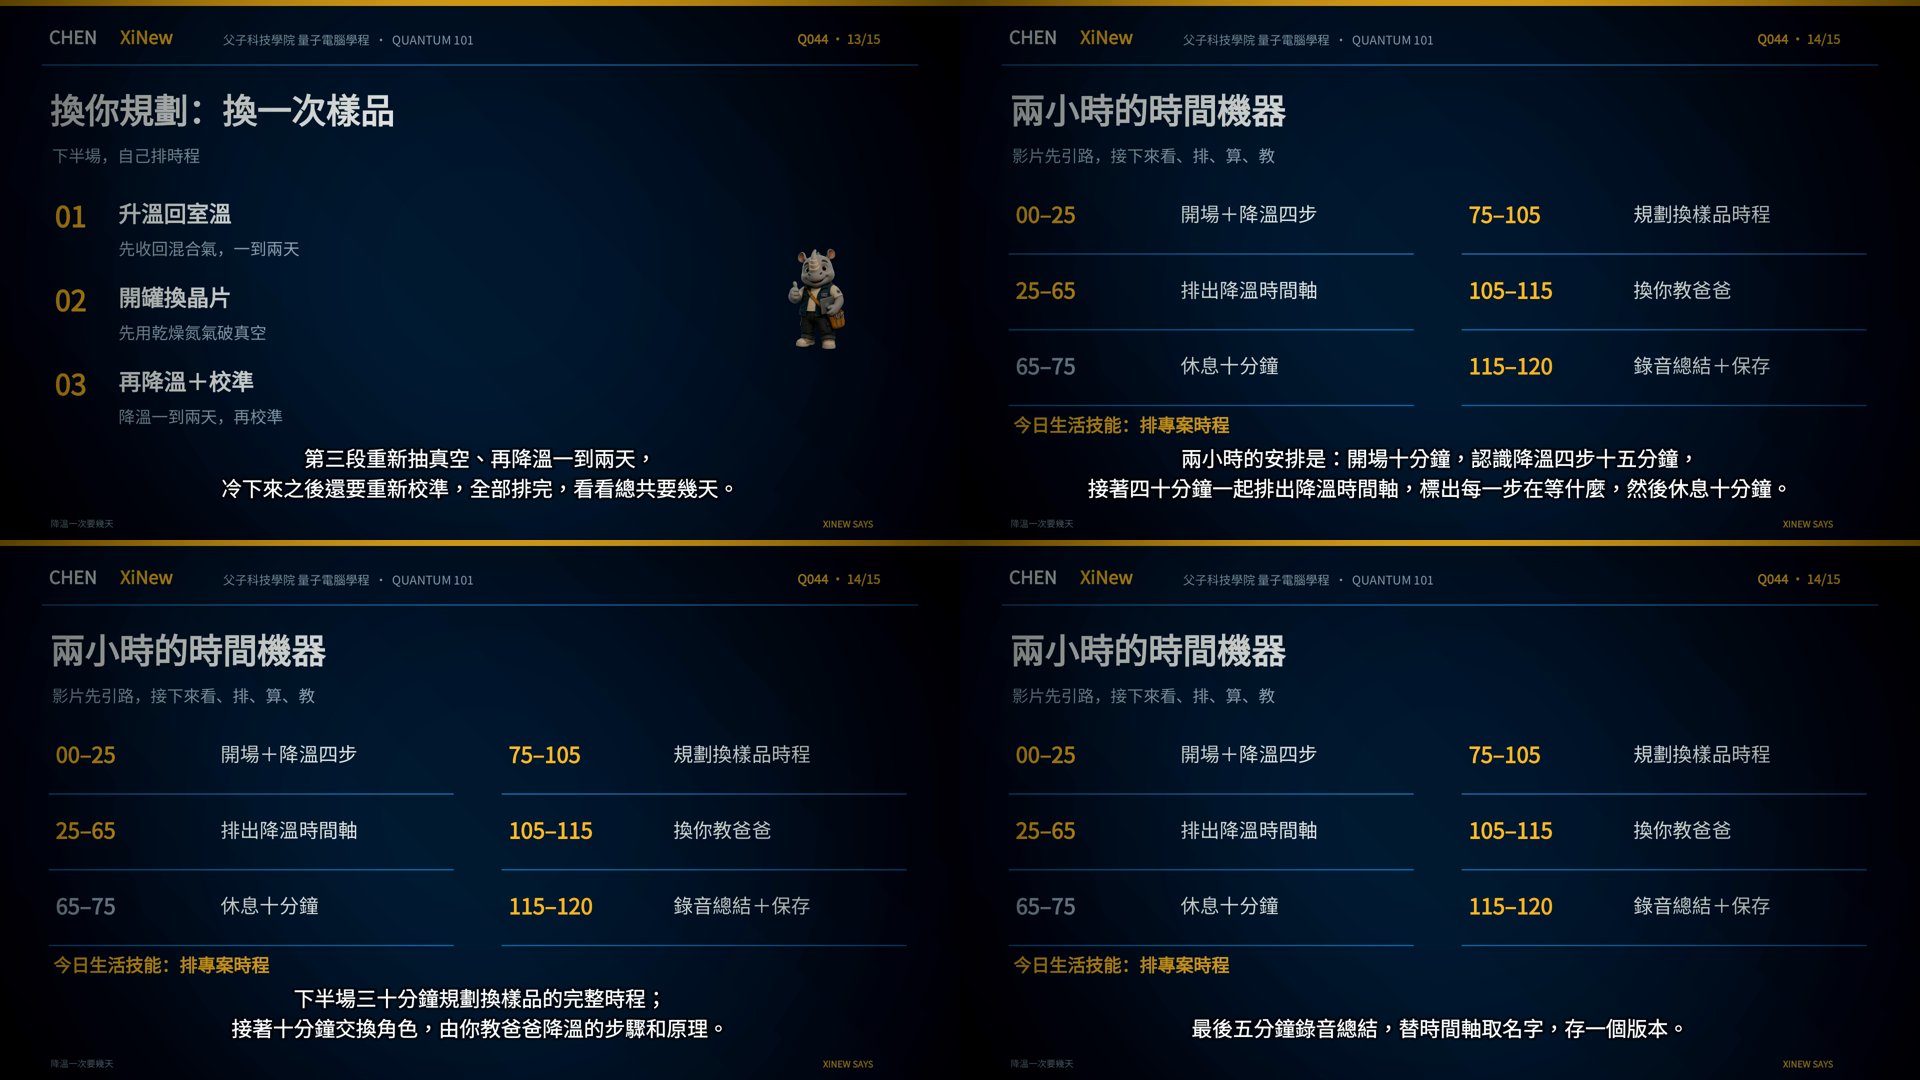 CHEN XiNew 父子科技學院 量子電腦學程 · QUANTUM 101 Q044 · 13/15
換你規劃：換一次樣品
下半場，自己排時程
01 升溫回室溫
先收回混合氣，一到兩天
02 開罐換晶片
先用乾燥氮氣破真空
03 再降溫＋校準
降溫一到兩天，再校準
第三段重新抽真空、再降溫一到兩天，
冷下來之後還要重新校準，全部排完，看看總共要幾天。
降溫一次要幾天 XINEW SAYS
CHEN XiNew 父子科技學院 量子電腦學程 · QUANTUM 101 Q044 · 14/15
兩小時的時間機器
影片先引路，接下來看、排、算、教
00–25 開場＋降溫四步 75–105 規劃換樣品時程
25–65 排出降溫時間軸 105–115 換你教爸爸
65–75 休息十分鐘 115–120 錄音總結＋保存
今日生活技能：排專案時程
兩小時的安排是：開場十分鐘，認識降溫四步十五分鐘，
接著四十分鐘一起排出降溫時間軸，標出每一步在等什麼，然後休息十分鐘。
降溫一次要幾天 XINEW SAYS
CHEN XiNew 父子科技學院 量子電腦學程 · QUANTUM 101 Q044 · 14/15
兩小時的時間機器
影片先引路，接下來看、排、算、教
00–25 開場＋降溫四步 75–105 規劃換樣品時程
25–65 排出降溫時間軸 105–115 換你教爸爸
65–75 休息十分鐘 115–120 錄音總結＋保存
今日生活技能：排專案時程
下半場三十分鐘規劃換樣品的完整時程；
接著十分鐘交換角色，由你教爸爸降溫的步驟和原理。
降溫一次要幾天 XINEW SAYS
CHEN XiNew 父子科技學院 量子電腦學程 · QUANTUM 101 Q044 · 14/15
兩小時的時間機器
影片先引路，接下來看、排、算、教
00–25 開場＋降溫四步 75–105 規劃換樣品時程
25–65 排出降溫時間軸 105–115 換你教爸爸
65–75 休息十分鐘 115–120 錄音總結＋保存
今日生活技能：排專案時程
最後五分鐘錄音總結，替時間軸取名字，存一個版本。
降溫一次要幾天 XINEW SAYS